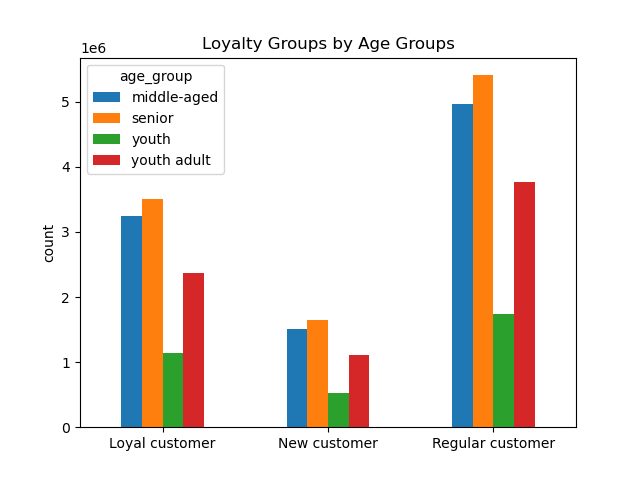 Loyalty Groups by Age Groups
1e6
age_group
middle-aged
senior
youth
youth adult
count
5
4
3
2
1
0
Loyal customer
New customer
Regular customer